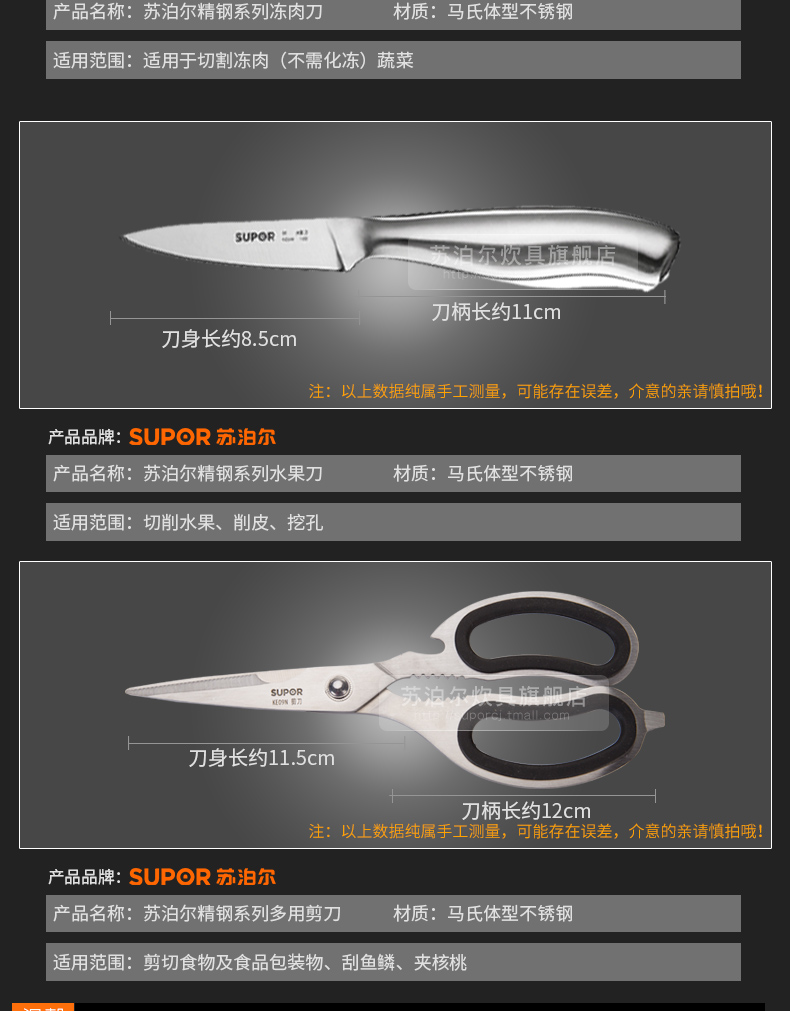 产品名称：苏泊尔精钢系列冻肉刀 材质：马氏体型不锈钢
适用范围：适用于切割冻肉（不需化冻）蔬菜
SUPOR
苏泊尔炊具旗舰店
刀柄长约11cm
刀身长约8.5cm
注：以上数据纯属手工测量，可能存在误差，介意的亲请慎拍哦！
产品品牌：SUPOR 苏泊尔
产品名称：苏泊尔精钢系列水果刀 材质：马氏体型不锈钢
适用范围：切削水果、削皮、挖孔
SUPOR
KE09N 剪刀
苏泊尔炊具旗舰店
http://suporcj.tmall.com
刀身长约11.5cm
刀柄长约12cm
注：以上数据纯属手工测量，可能存在误差，介意的亲请慎拍哦！
产品品牌：SUPOR 苏泊尔
产品名称：苏泊尔精钢系列多用剪刀 材质：马氏体型不锈钢
适用范围：剪切食物及食品包装物、刮鱼鳞、夹核桃